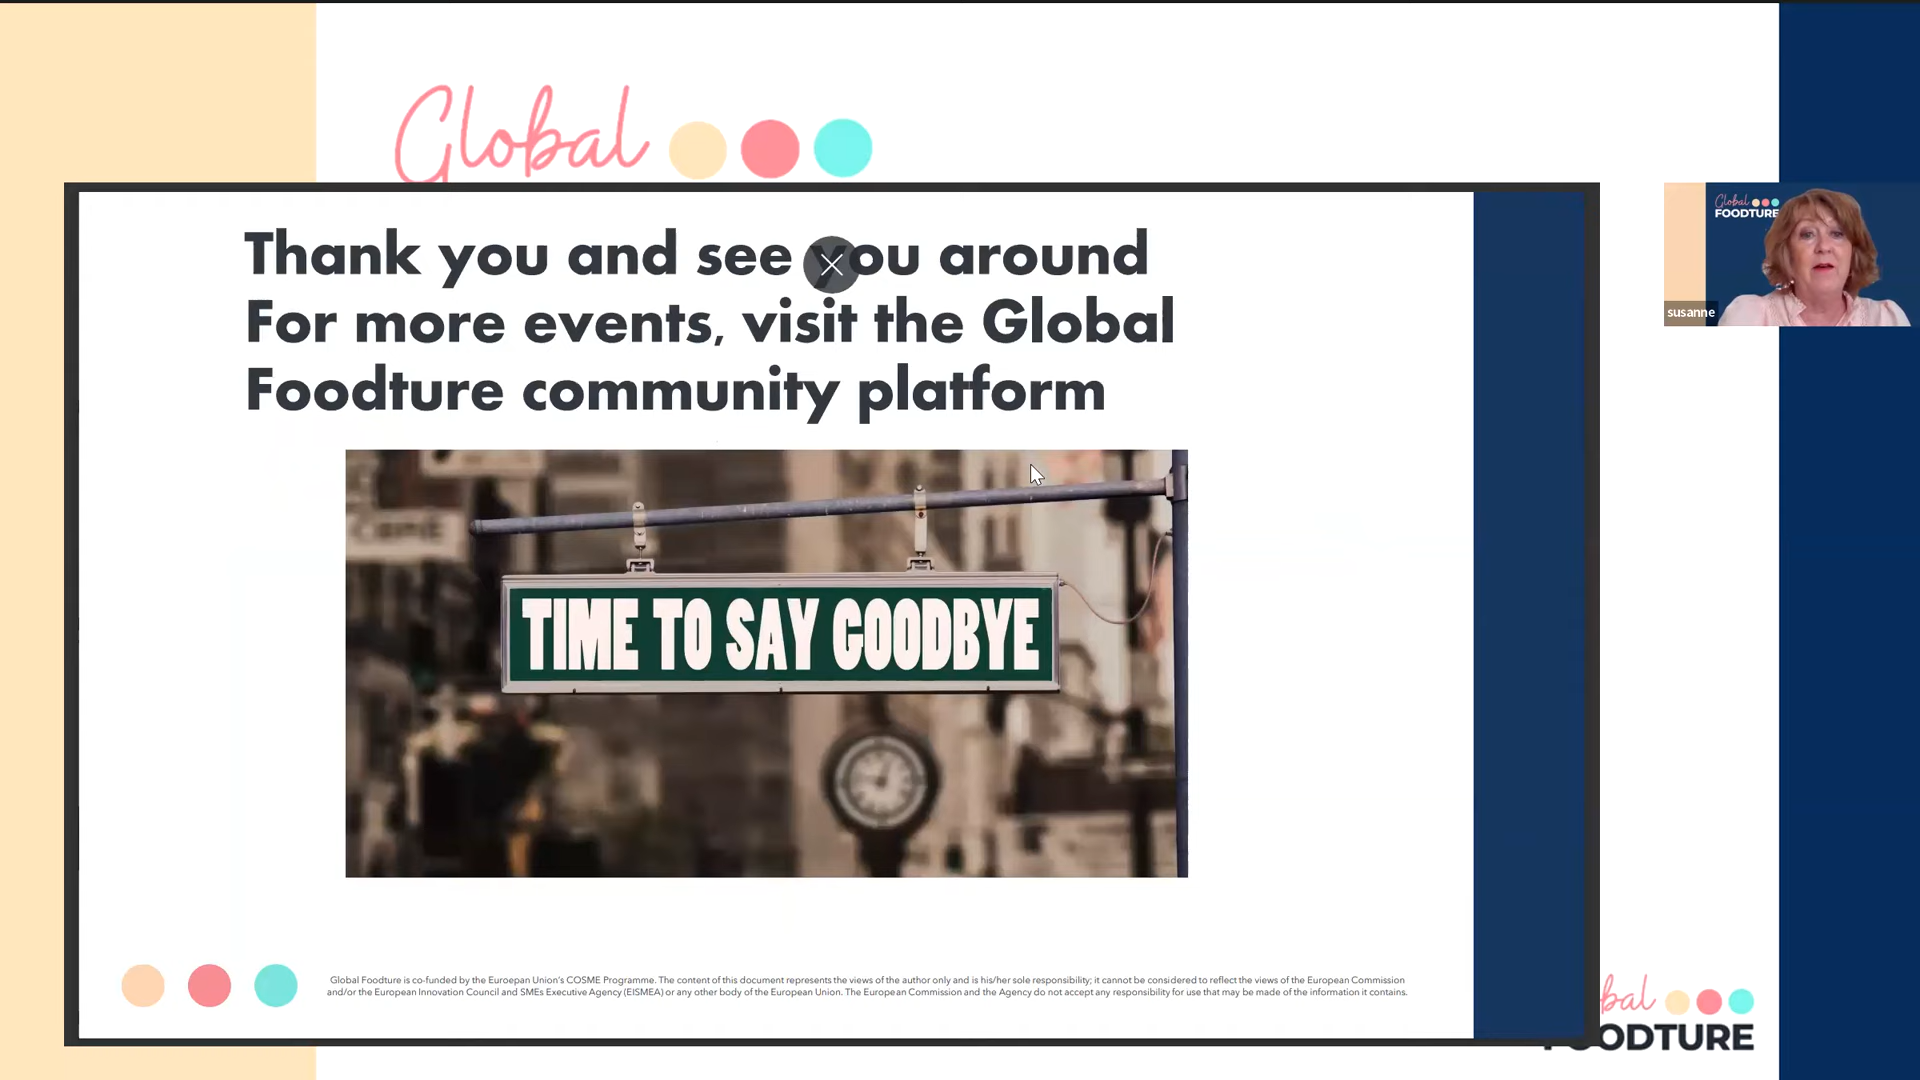 Global
Global
FOODTURE
susanne
Thank you and see you around
For more events, visit the Global
Foodture community platform
TIME TO SAY GOODBYE
Global Foodture is co-funded by the Euroepan Union's COSME Programme. The content of this document represents the views of the author only and is his/her sole responsibility; it cannot be considered to reflect the views of the European Commission
and/or the European Innovation Council and SMEs Executive Agency (EISMEA) or any other body of the European Union. The European Commission and the Agency do not accept any responsibility for use that may be made of the information it contains.
bal
OODTURE